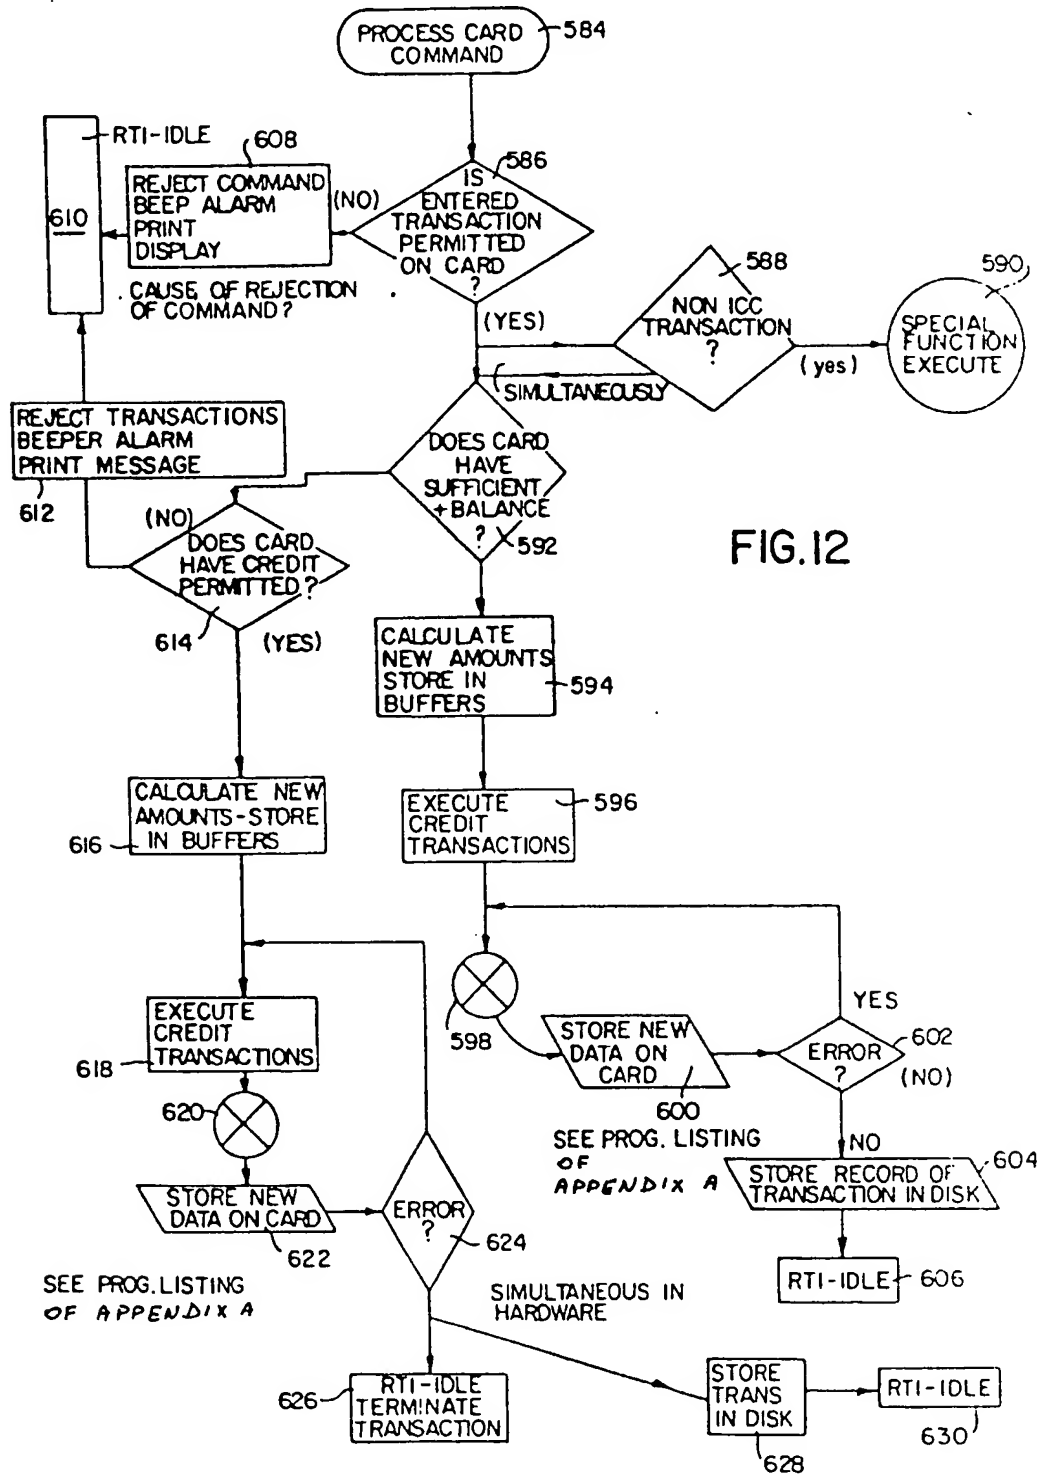 PROCESS CARD
COMMAND
584
RTI-IDLE
608
586
IS
ENTERED
TRANSACTION
PERMITTED
ON CARD
?
REJECT COMMAND
BEEP ALARM
PRINT
DISPLAY
(NO)
610
CAUSE OF REJECTION
OF COMMAND?
(YES)
588
NON ICC
TRANSACTION
?
(yes)
590
SPECIAL
FUNCTION
EXECUTE
SIMULTANEOUSLY
REJECT TRANSACTIONS
BEEPER ALARM
PRINT MESSAGE
612
DOES CARD
HAVE
SUFFICIENT
+BALANCE
?
592
FIG.12
(NO)
DOES CARD
HAVE CREDIT
PERMITTED?
614
(YES)
CALCULATE
NEW AMOUNTS
STORE IN
BUFFERS
594
CALCULATE NEW
AMOUNTS-STORE
IN BUFFERS
616
EXECUTE
CREDIT
TRANSACTIONS
596
EXECUTE
CREDIT
TRANSACTIONS
618
598
STORE NEW
DATA ON
CARD
600
YES
ERROR
?
602
(NO)
SEE PROG. LISTING
OF
APPENDIX A
NO
STORE RECORD OF
TRANSACTION IN DISK
604
RTI-IDLE
606
620
STORE NEW
DATA ON CARD
622
ERROR
?
624
SEE PROG. LISTING
OF APPENDIX A
SIMULTANEOUS IN
HARDWARE
RTI-IDLE
TERMINATE
TRANSACTION
626
STORE
TRANS
IN DISK
628
RTI-IDLE
630